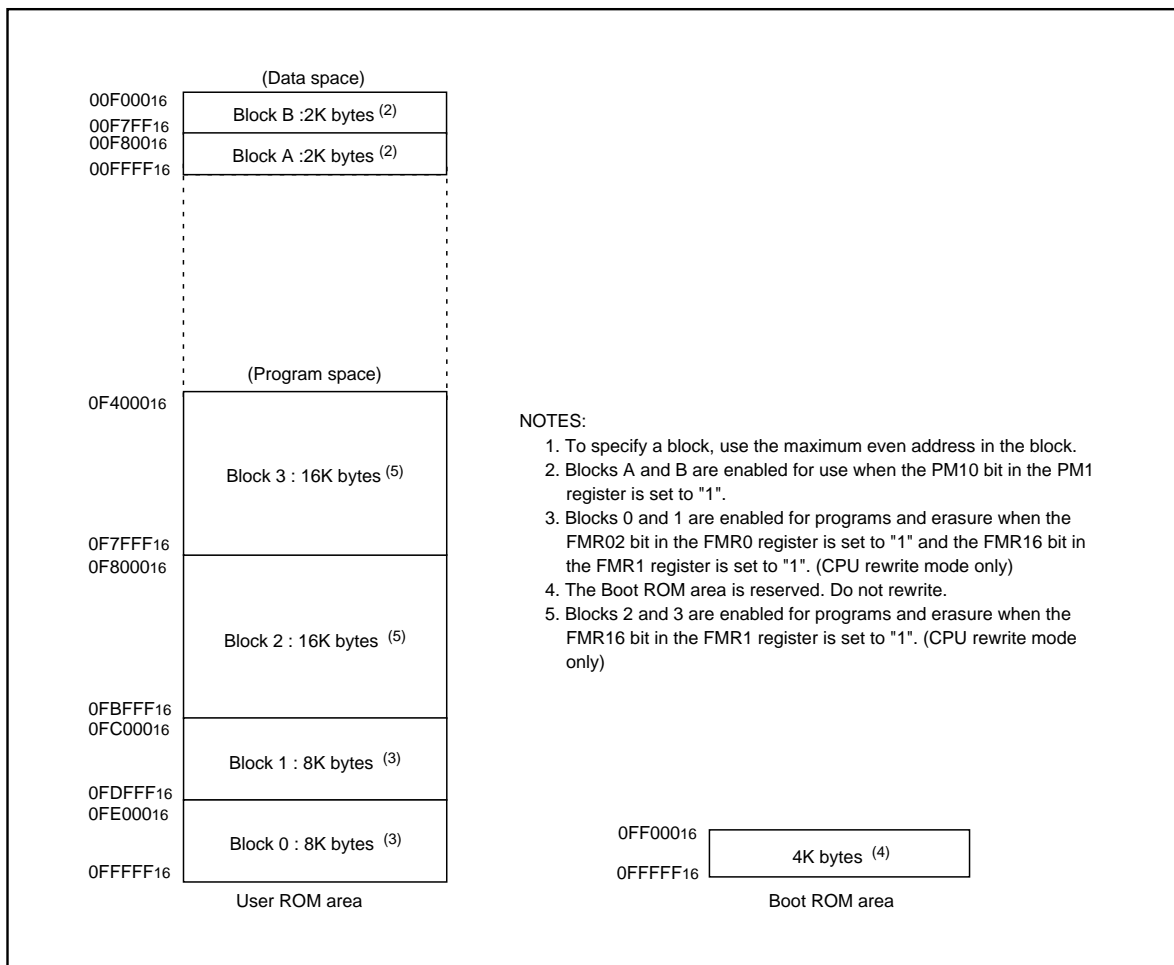 (Data space)
00F00016
Block B :2K bytes (2)
00F7FF16
00F80016
Block A :2K bytes (2)
00FFFF16
(Program space)
0F400016
Block 3 : 16K bytes (5)
0F7FFF16
0F800016
Block 2 : 16K bytes (5)
0FBFFF16
0FC00016
Block 1 : 8K bytes (3)
0FDFFF16
0FE00016
Block 0 : 8K bytes (3)
0FFFFF16
User ROM area
NOTES:
1. To specify a block, use the maximum even address in the block.
2. Blocks A and B are enabled for use when the PM10 bit in the PM1
register is set to "1".
3. Blocks 0 and 1 are enabled for programs and erasure when the
FMR02 bit in the FMR0 register is set to "1" and the FMR16 bit in
the FMR1 register is set to "1". (CPU rewrite mode only)
4. The Boot ROM area is reserved. Do not rewrite.
5. Blocks 2 and 3 are enabled for programs and erasure when the
FMR16 bit in the FMR1 register is set to "1". (CPU rewrite mode
only)
0FF00016
4K bytes (4)
0FFFFF16
Boot ROM area